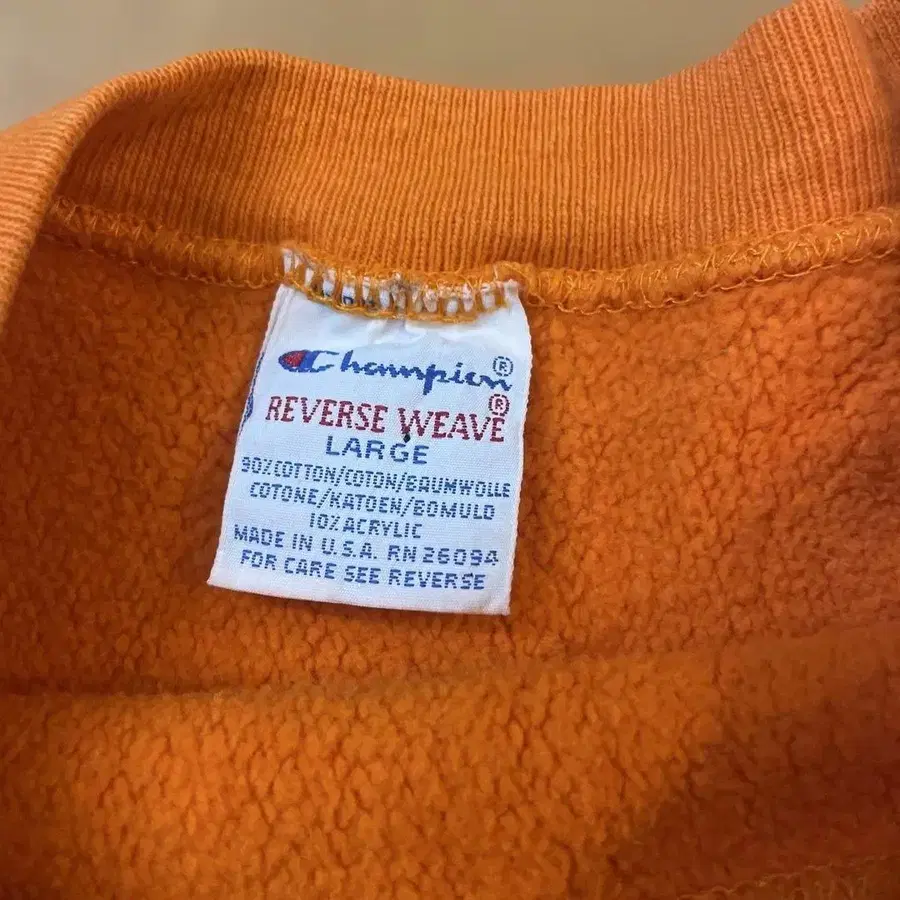 Champion®
REVERSE WEAVE®
LARGE
90% COTTON/COTON/BAUMWOLLE
COTONE/KATOEN/BOMULD
10% ACRYLIC
MADE IN U.S.A. RN 26094
FOR CARE SEE REVERSE